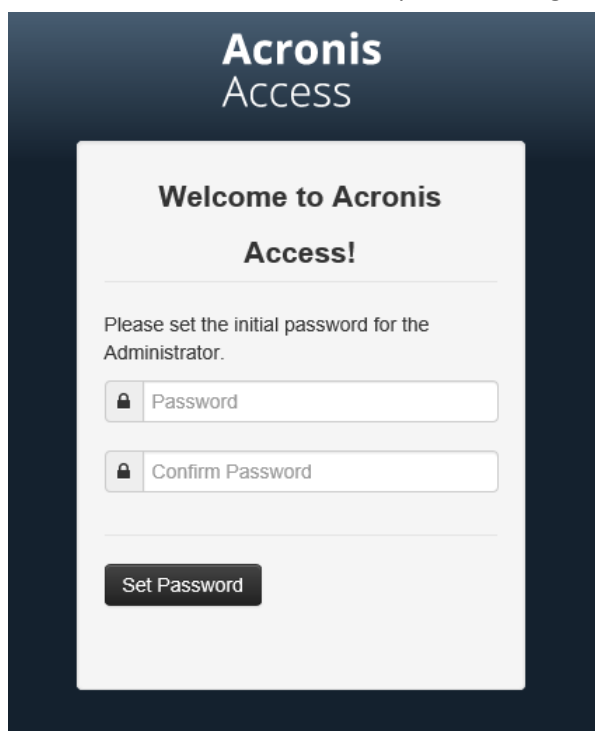 Acronis
Access
Welcome to Acronis
Access!
Please set the initial password for the
Administrator.
Password
Confirm Password
Set Password